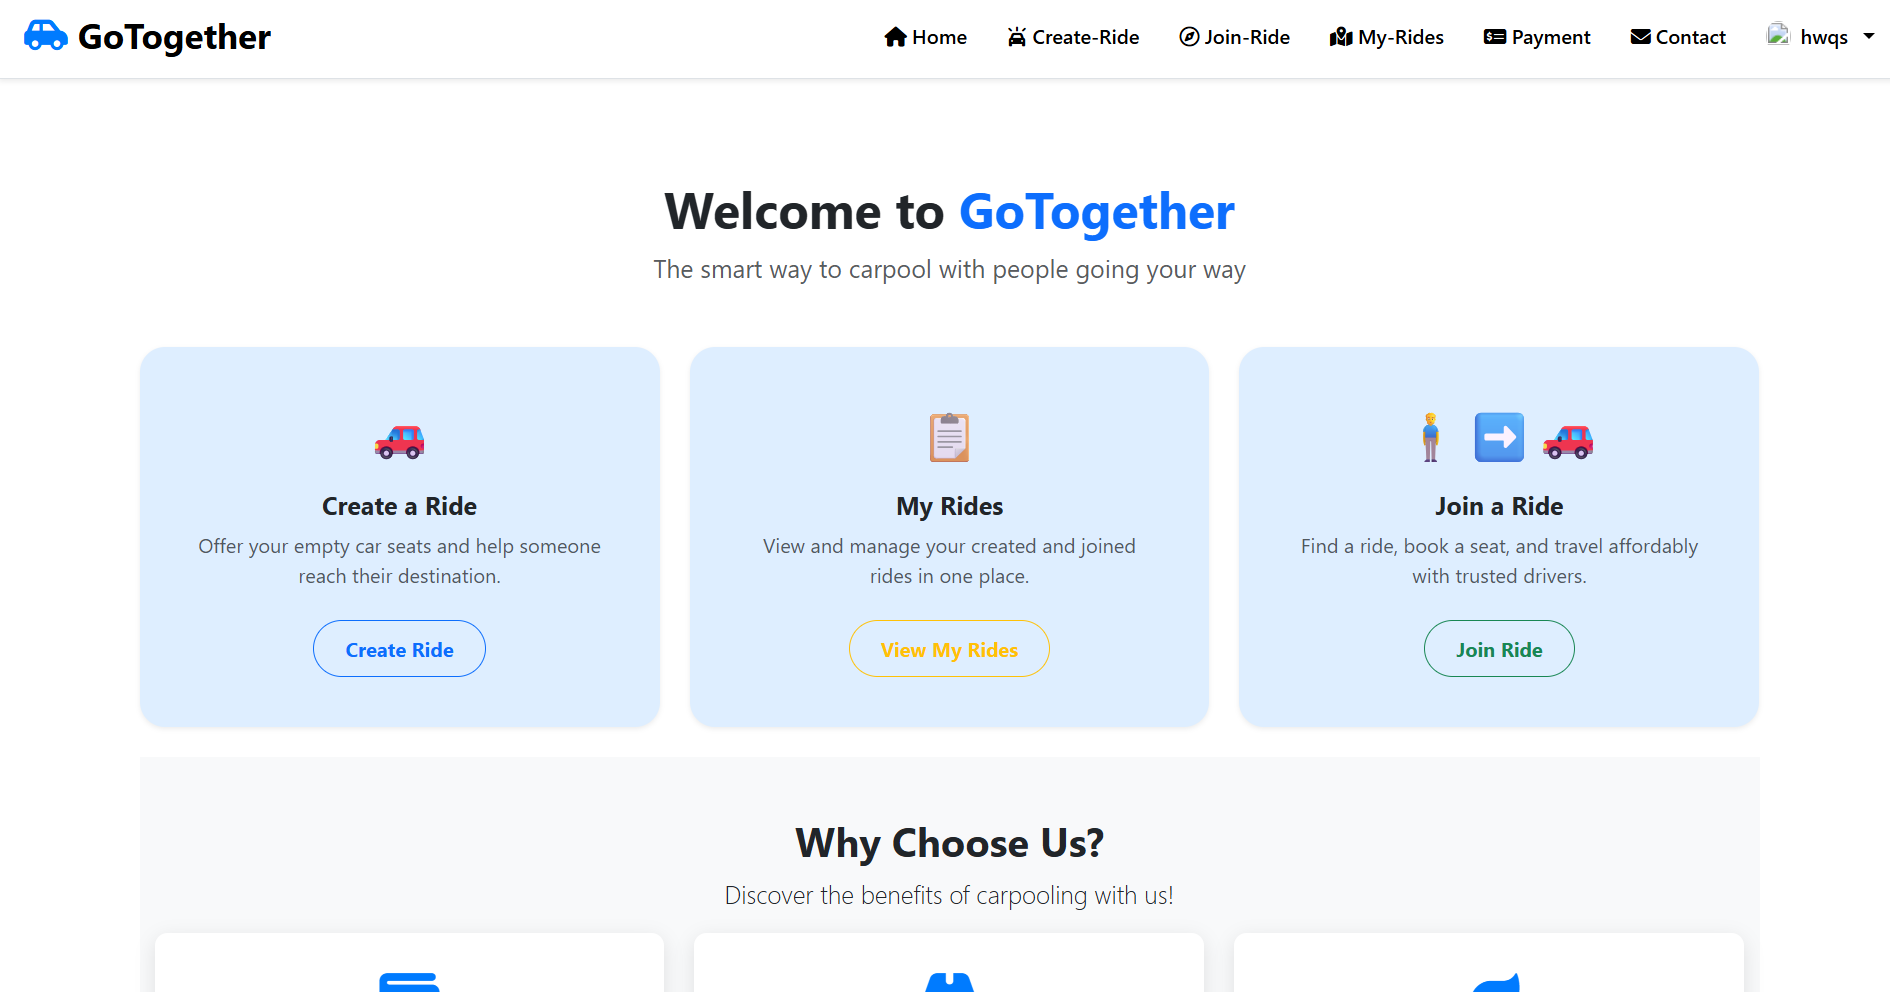 GoTogether
Home
Create-Ride
Join-Ride
My-Rides
Payment
Contact
hwqs
Welcome to GoTogether
The smart way to carpool with people going your way
Create a Ride
Offer your empty car seats and help someone
reach their destination.
Create Ride
My Rides
View and manage your created and joined
rides in one place.
View My Rides
Join a Ride
Find a ride, book a seat, and travel affordably
with trusted drivers.
Join Ride
Why Choose Us?
Discover the benefits of carpooling with us!